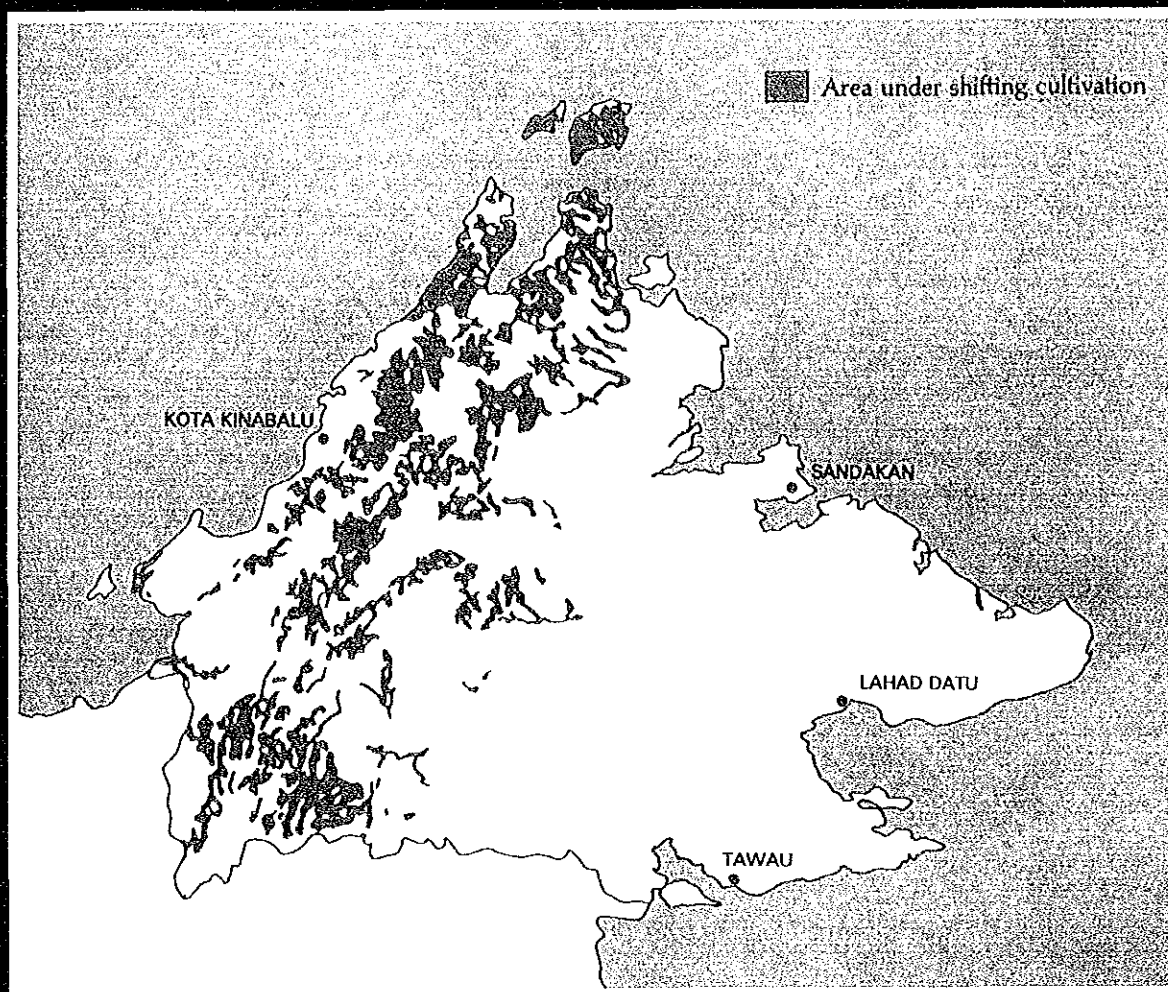 Area under shifting cultivation
KOTA KINABALU
SANDAKAN
LAHAD DATU
TAWAU